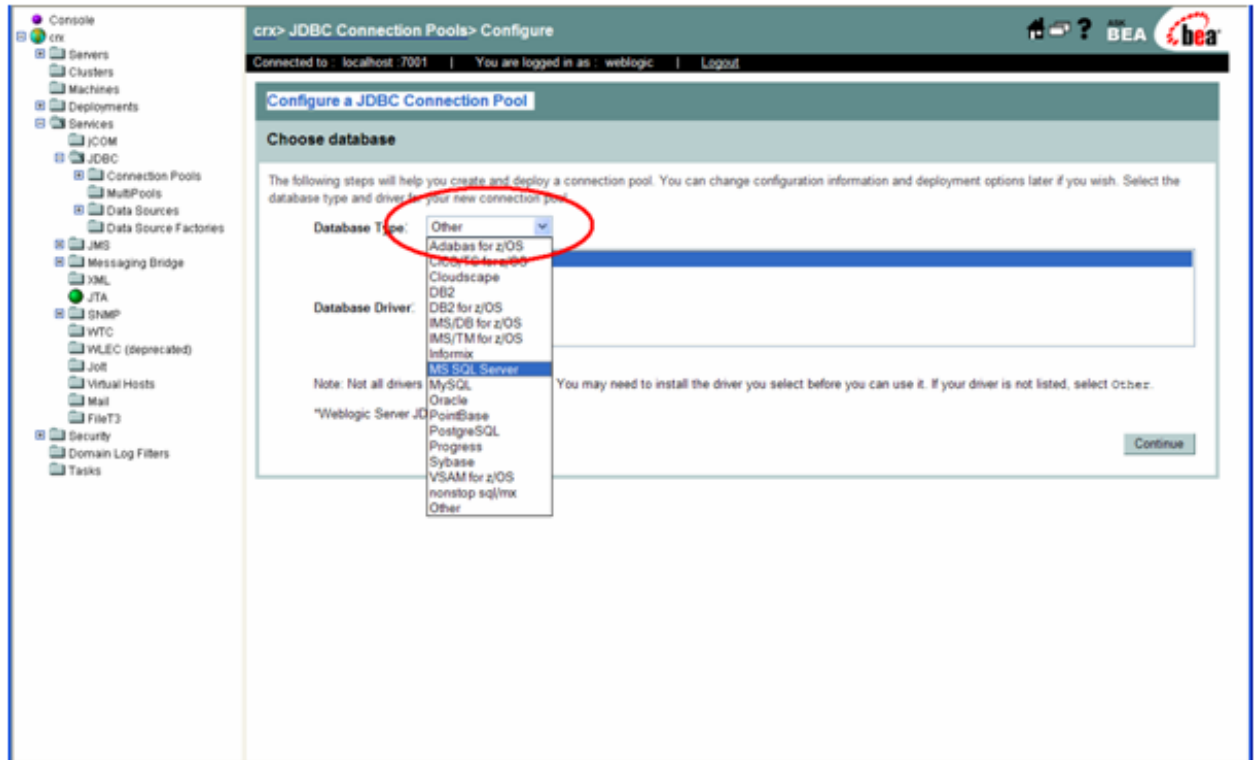 Console
crx
Servers
Clusters
Machines
Deployments
Services
jCOM
JDBC
Connection Pools
MultiPools
Data Sources
Data Source Factories
JMS
Messaging Bridge
XML
JTA
SNMP
WTC
WLEC (deprecated)
Jolt
Virtual Hosts
Mail
FileT3
Security
Domain Log Filters
Tasks
crx> JDBC Connection Pools> Configure
? ASK BEA bea
Connected to : localhost :7001 | You are logged in as : weblogic | Logout
Configure a JDBC Connection Pool
Choose database
The following steps will help you create and deploy a connection pool. You can change configuration information and deployment options later if you wish. Select the
database type and driver for your new connection pool.
Database Type: Other
Adabas for z/OS
CICS/TS for z/OS
Cloudscape
DB2
Database Driver: DB2 for z/OS
IMS/DB for z/OS
IMS/TM for z/OS
Informix
MS SQL Server
Note: Not all drivers MySQL You may need to install the driver you select before you can use it. If your driver is not listed, select Other.
Oracle
*Weblogic Server JD PointBase
PostgreSQL
Progress
Continue
Sybase
VSAM for z/OS
nonstop sql/mx
Other